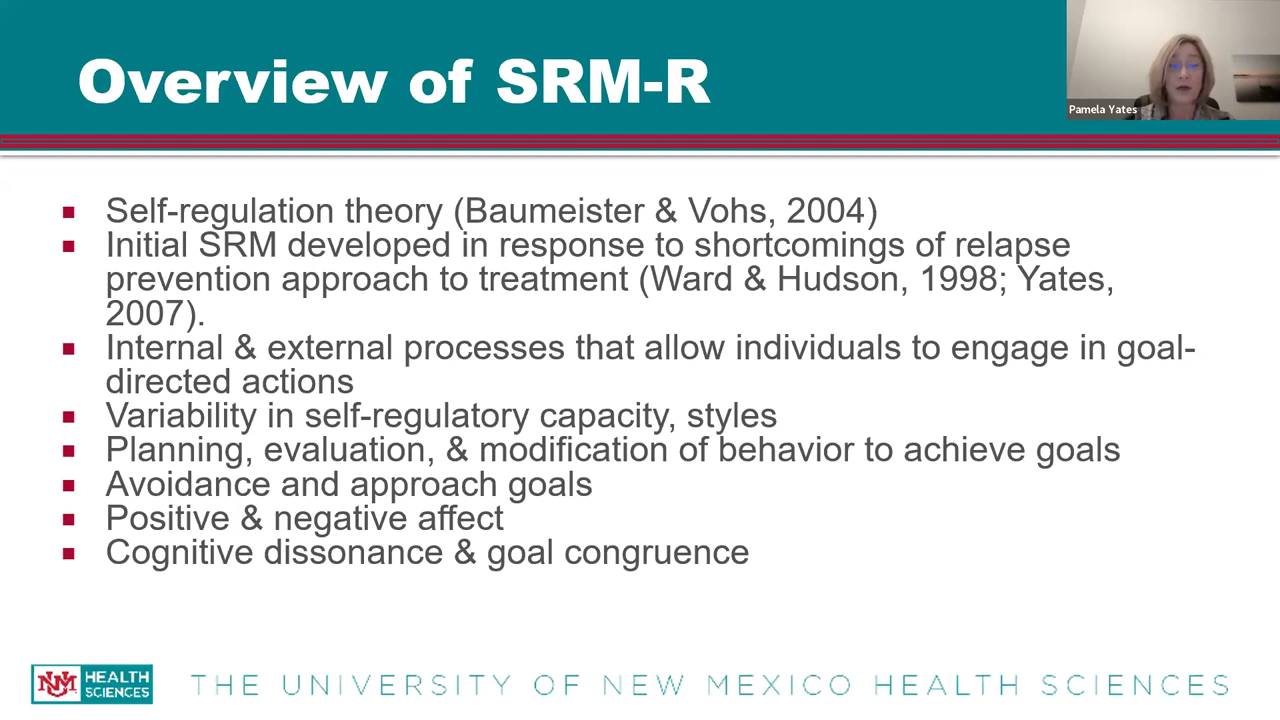 Overview of SRM-R
Pamela Yates
Self-regulation theory (Baumeister & Vohs, 2004)
Initial SRM developed in response to shortcomings of relapse
prevention approach to treatment (Ward & Hudson, 1998; Yates,
2007).
Internal & external processes that allow individuals to engage in goal-
directed actions
Variability in self-regulatory capacity, styles
Planning, evaluation, & modification of behavior to achieve goals
Avoidance and approach goals
Positive & negative affect
Cognitive dissonance & goal congruence
UNM HEALTH
SCIENCES
THE UNIVERSITY OF NEW MEXICO HEALTH SCIENCES